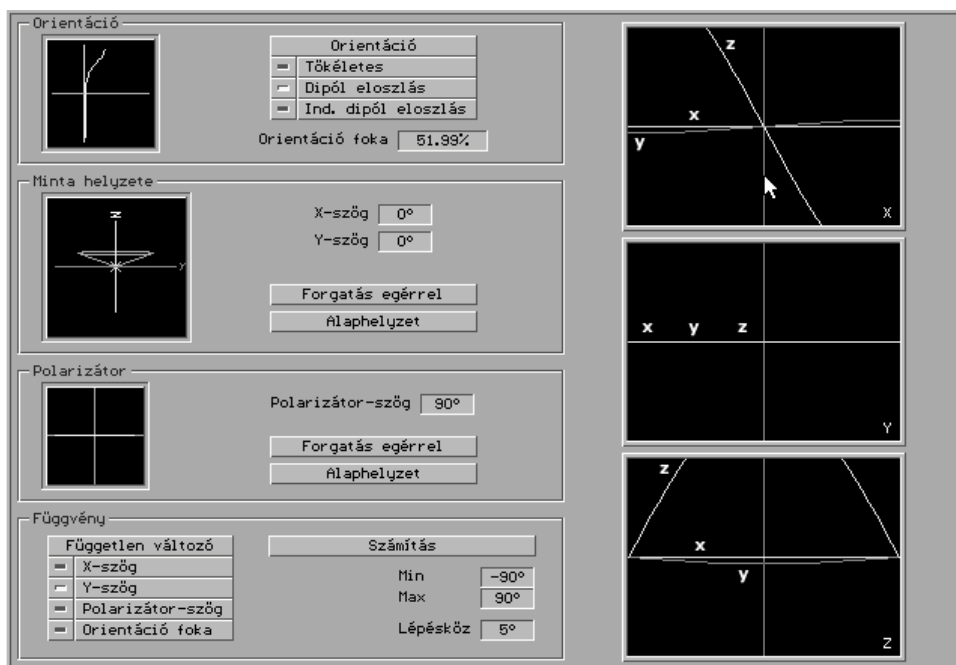 Orientáció
Orientáció
Tökéletes
Dipól eloszlás
Ind. dipól eloszlás
Orientáció foka 51.99%
Minta helyzete
Z
Y
X-szög 0°
Y-szög 0°
Forgatás egérrel
Alaphelyzet
Polarizátor
Polarizátor-szög 90°
Forgatás egérrel
Alaphelyzet
Függvény
Független változó
X-szög
Y-szög
Polarizátor-szög
Orientáció foka
Számítás
Min -90°
Max 90°
Lépésköz 5°
z
x
y
X
x y z
Y
z
x
y
Z